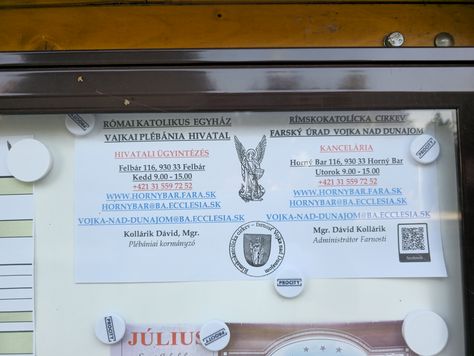 RÓMAI KATOLIKUS EGYHÁZ
VAJKAI PLÉBÁNIA HIVATAL
HIVATALI ÜGYINTÉZÉS
Felbár 116, 930 33 Felbár
Kedd 9.00 - 15.00
+421 31 559 72 52
WWW.HORNYBAR.FARA.SK
HORNYBAR@BA.ECCLESIA.SK
VOJKA-NAD-DUNAJOM@BA.ECCLESIA.SK
Kollárik Dávid, Mgr.
Plébániai kormányzó
RÍMSKOKATOLÍCKA CIRKEV
FARSKÝ ÚRAD VOJKA NAD DUNAJOM
KANCELÁRIA
Horný Bar 116, 930 33 Horný Bar
Utorok 9.00 - 15.00
+421 31 559 72 52
WWW.HORNYBAR.FARA.SK
HORNYBAR@BA.ECCLESIA.SK
VOJKA-NAD-DUNAJOM@BA.ECCLESIA.SK
Mgr. Dávid Kollárik
Administrátor Farnosti
PROCITY
PROCITY
PROCITY
PROCITY
PROCITY
JÚLIUS